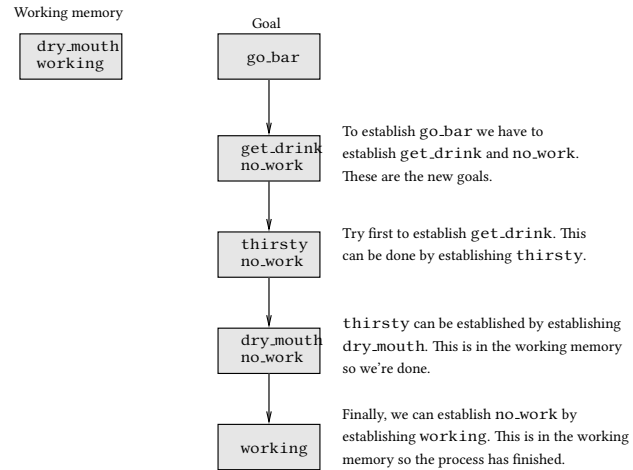 Working memory
dry_mouth
working
Goal
go_bar
get_drink
no_work
To establish go_bar we have to
establish get_drink and no_work.
These are the new goals.
thirsty
no_work
Try first to establish get_drink. This
can be done by establishing thirsty.
dry_mouth
no_work
thirsty can be established by establishing
dry_mouth. This is in the working memory
so we're done.
working
Finally, we can establish no_work by
establishing working. This is in the working
memory so the process has finished.